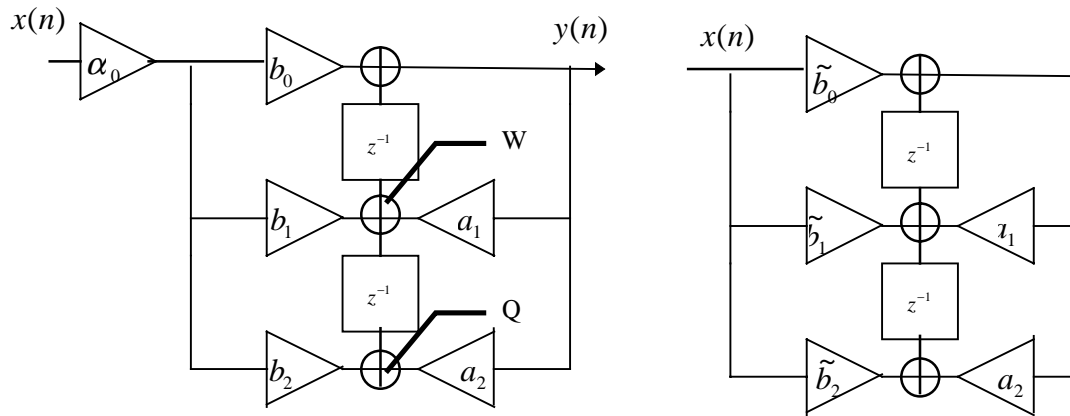 x(n)
α₀
b₀
y(n)
z⁻¹
W
b₁
a₁
z⁻¹
Q
b₂
a₂
x(n)
b̃₀
z⁻¹
b̃₁
z⁻¹
b̃₂
a₂